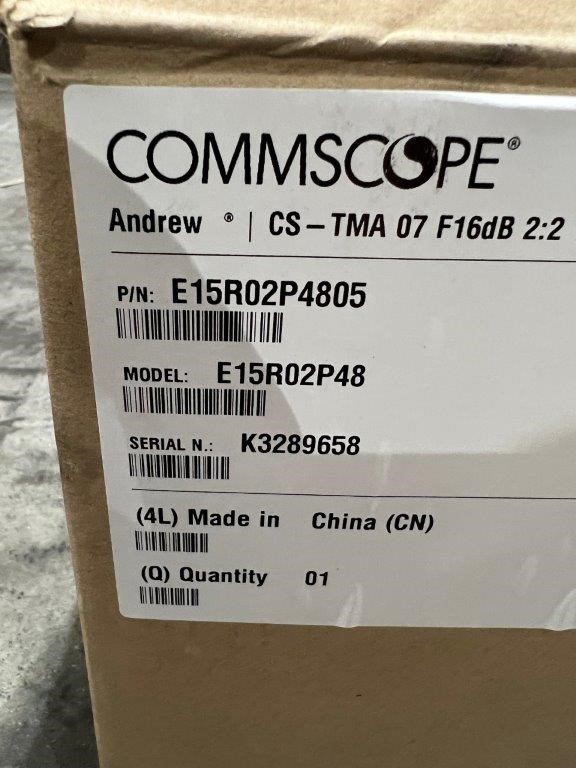 COMMSCOPE®
Andrew ® | CS-TMA 07 F16dB 2:2
P/N: E15R02P4805
MODEL: E15R02P48
SERIAL N.: K3289658
(4L) Made in China (CN)
(Q) Quantity 01